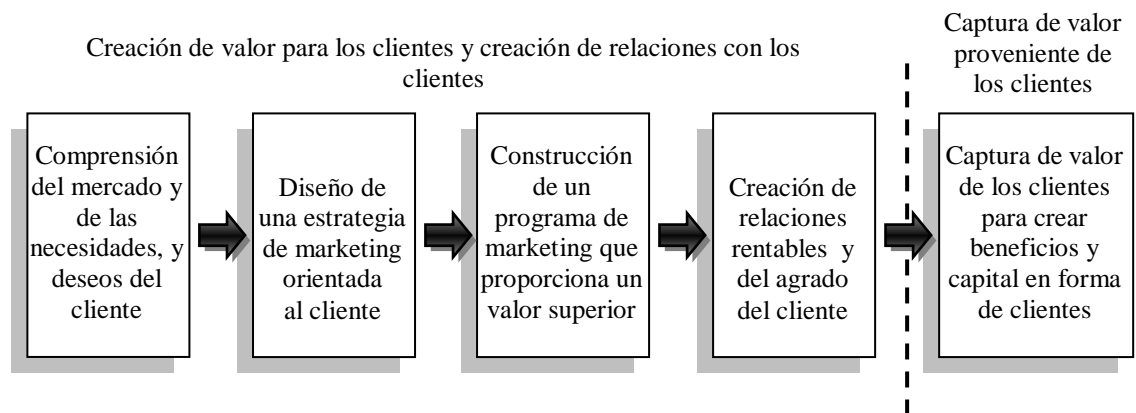 Creación de valor para los clientes y creación de relaciones con los
clientes
Captura de valor
proveniente de
los clientes
Comprensión
del mercado y
de las
necesidades, y
deseos del
cliente
Diseño de
una estrategia
de marketing
orientada
al cliente
Construcción
de un
programa de
marketing que
proporciona un
valor superior
Creación de
relaciones
rentables y
del agrado
del cliente
Captura de valor
de los clientes
para crear
beneficios y
capital en forma
de clientes